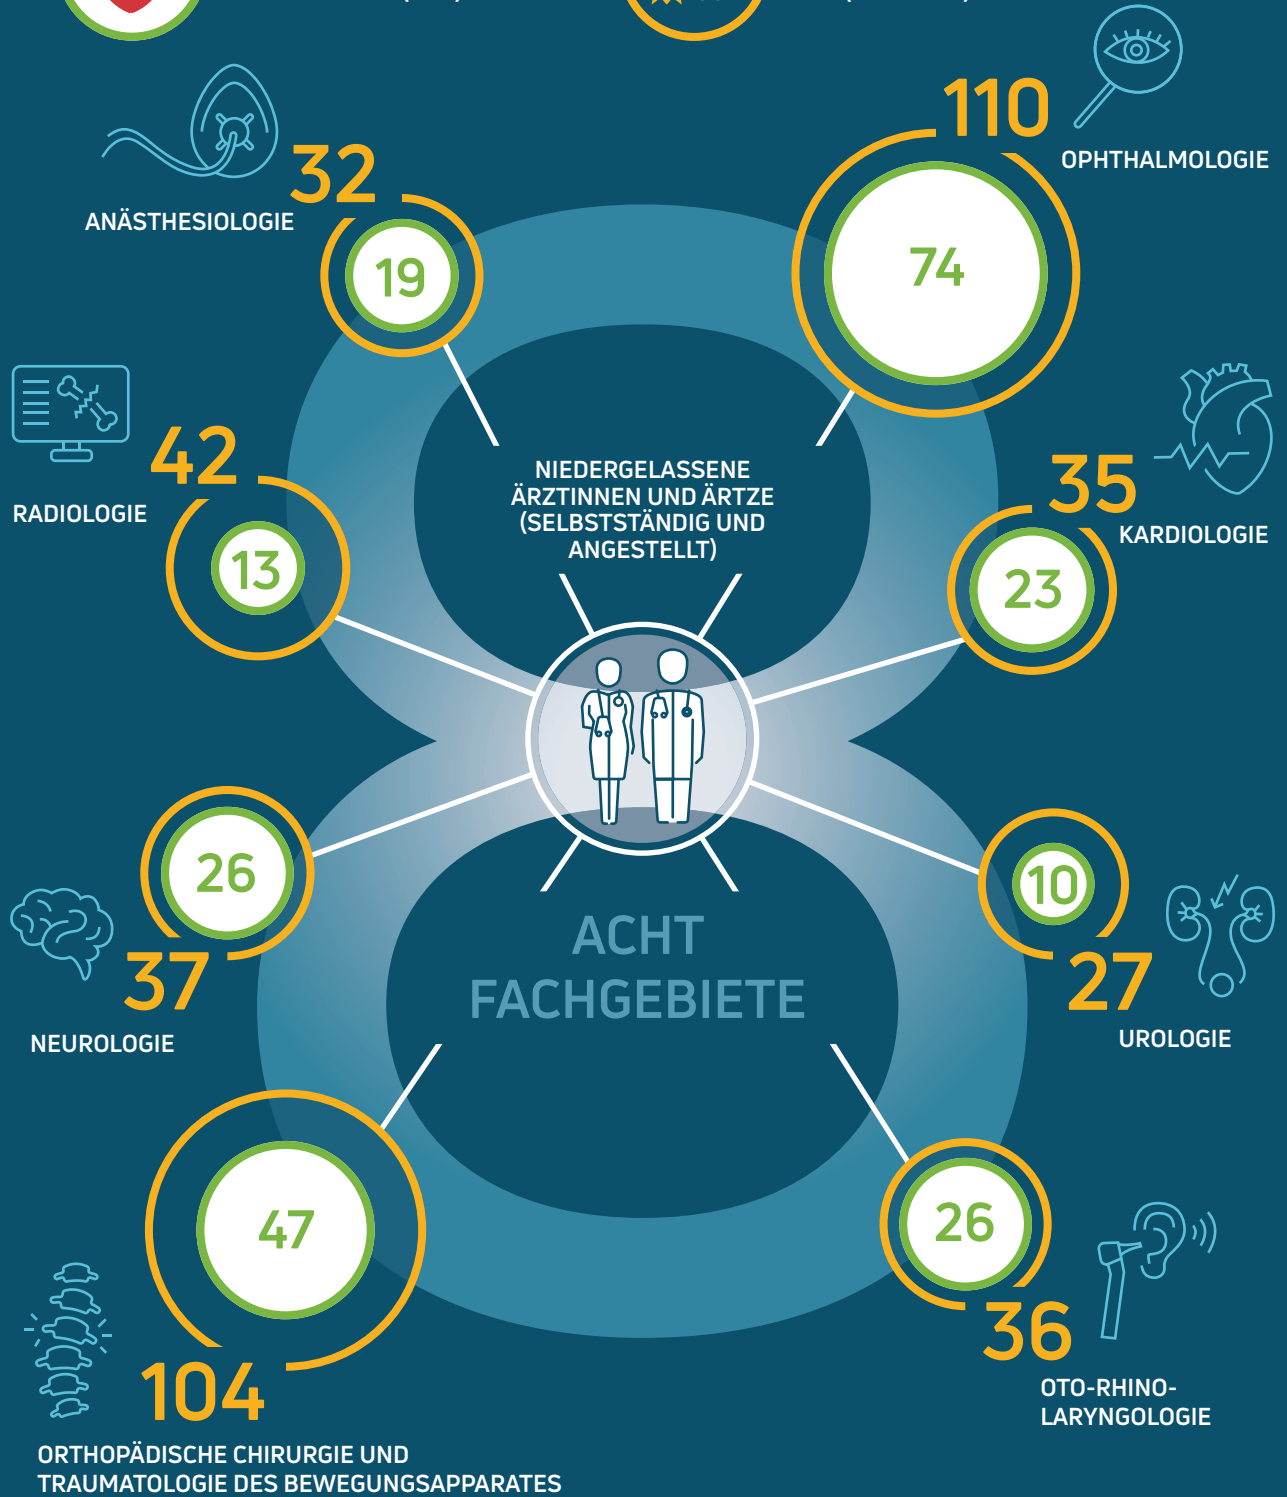 110
OPHTHALMOLOGIE
74
32
ANÄSTHESIOLOGIE
19
42
RADIOLOGIE
13
NIEDERGELASSENE
ÄRZTINNEN UND ÄRTZE
(SELBSTSTÄNDIG UND
ANGESTELLT)
35
KARDIOLOGIE
23
26
37
NEUROLOGIE
ACHT
FACHGEBIETE
10
27
UROLOGIE
47
104
ORTHOPÄDISCHE CHIRURGIE UND
TRAUMATOLOGIE DES BEWEGUNGSAPPARATES
26
36
OTO-RHINO-
LARYNGOLOGIE